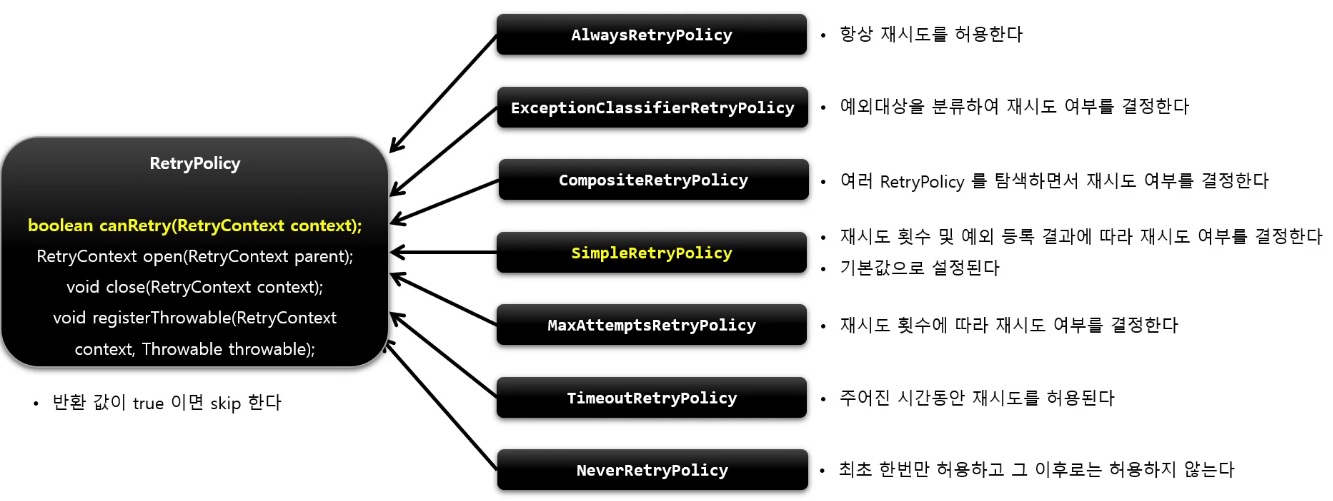 RetryPolicy
boolean canRetry(RetryContext context);
RetryContext open(RetryContext parent);
void close(RetryContext context);
void registerThrowable(RetryContext
context, Throwable throwable);
• 반환 값이 true 이면 skip 한다
AlwaysRetryPolicy
• 항상 재시도를 허용한다
ExceptionClassifierRetryPolicy
• 예외대상을 분류하여 재시도 여부를 결정한다
CompositeRetryPolicy
• 여러 RetryPolicy 를 탐색하면서 재시도 여부를 결정한다
SimpleRetryPolicy
• 재시도 횟수 및 예외 등록 결과에 따라 재시도 여부를 결정한다
• 기본값으로 설정된다
MaxAttemptsRetryPolicy
• 재시도 횟수에 따라 재시도 여부를 결정한다
TimeoutRetryPolicy
• 주어진 시간동안 재시도를 허용된다
NeverRetryPolicy
• 최초 한번만 허용하고 그 이후로는 허용하지 않는다